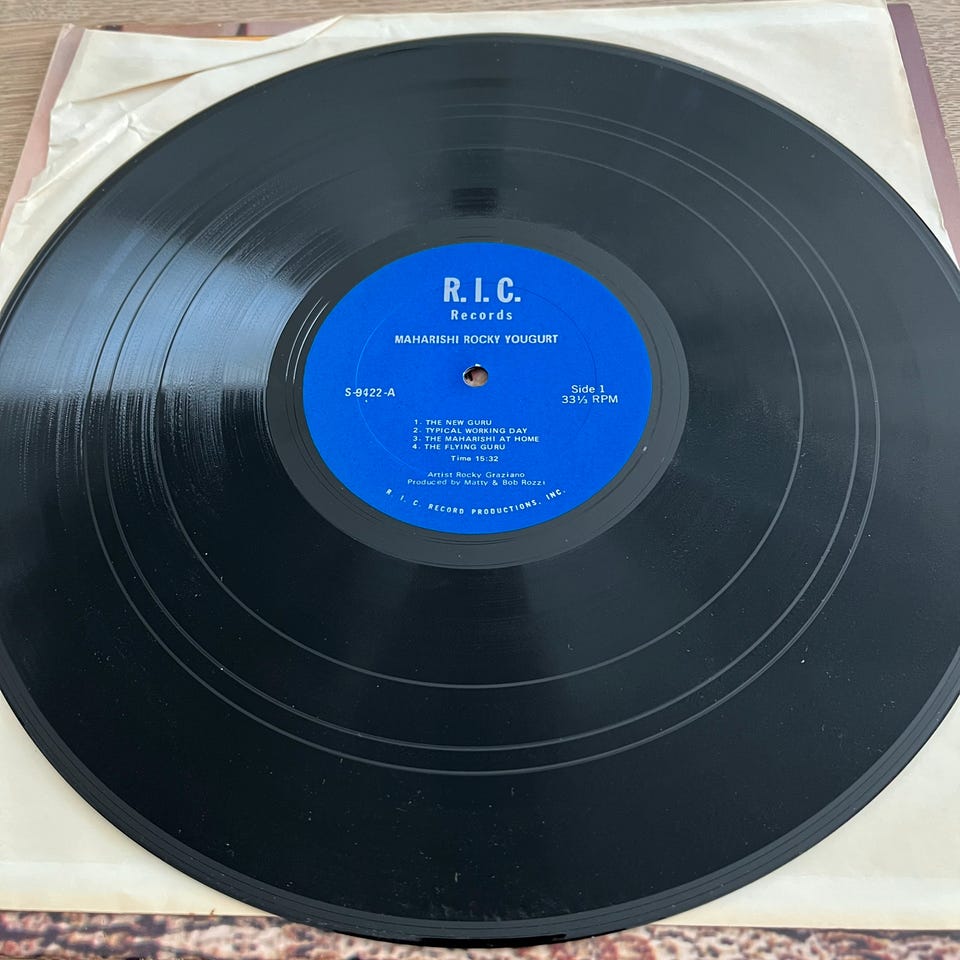 R. I. C.
Records
MAHARISHI ROCKY YOUGURT
S-9422-A
Side 1
33⅓ RPM
1. THE NEW GURU
2. TYPICAL WORKING DAY
3. THE MAHARISHI AT HOME
4. THE FLYING GURU
Time 15:32
Artist Rocky Graziano
Produced by Matty & Bob Rozzi
R. I. C. RECORD PRODUCTIONS, INC.